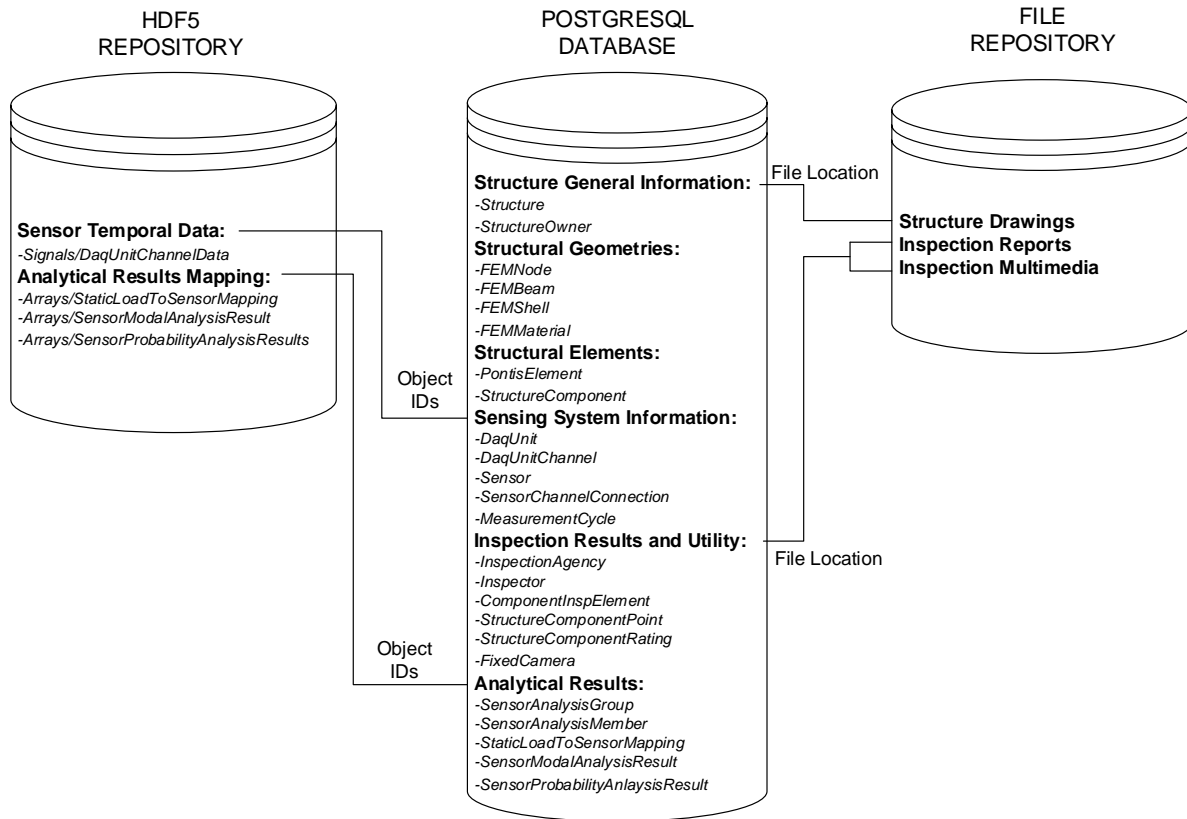 HDF5
REPOSITORY
Sensor Temporal Data:
-Signals/DaqUnitChannelData
Analytical Results Mapping:
-Arrays/StaticLoadToSensorMapping
-Arrays/SensorModalAnalysisResult
-Arrays/SensorProbabilityAnalysisResults
Object
IDs
Object
IDs
POSTGRESQL
DATABASE
Structure General Information:
-Structure
-StructureOwner
Structural Geometries:
-FEMNode
-FEMBeam
-FEMShell
-FEMMaterial
Structural Elements:
-PontisElement
-StructureComponent
Sensing System Information:
-DaqUnit
-DaqUnitChannel
-Sensor
-SensorChannelConnection
-MeasurementCycle
Inspection Results and Utility:
-InspectionAgency
-Inspector
-ComponentInspElement
-StructureComponentPoint
-StructureComponentRating
-FixedCamera
Analytical Results:
-SensorAnalysisGroup
-SensorAnalysisMember
-StaticLoadToSensorMapping
-SensorModalAnalysisResult
-SensorProbabilityAnlaysisResult
File Location
File Location
FILE
REPOSITORY
Structure Drawings
Inspection Reports
Inspection Multimedia